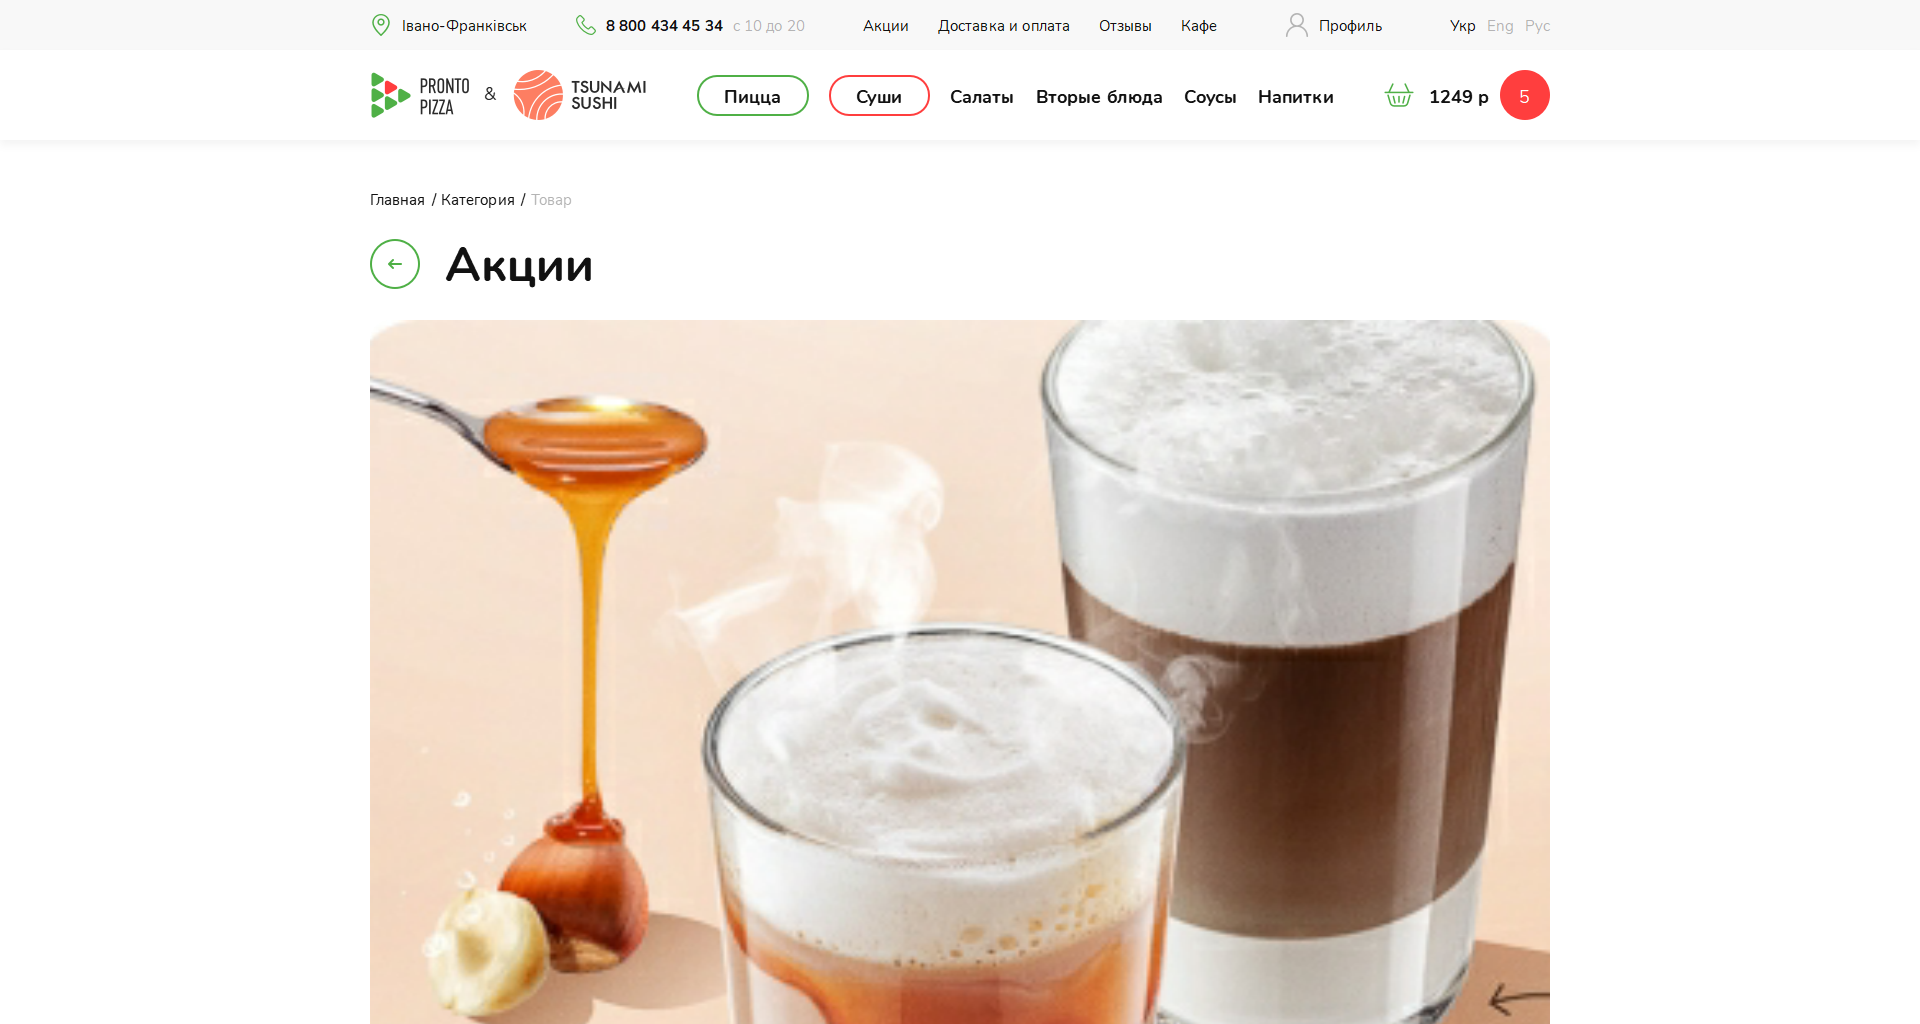 Івано-Франківськ 8 800 434 45 34 с 10 до 20 Акции Доставка и оплата Отзывы Кафе Профиль Укр Eng Рус
PRONTO PIZZA & TSUNAMI SUSHI Пицца Суши Салаты Вторые блюда Соусы Напитки 1249 р 5
Главная / Категория / Товар
Акции